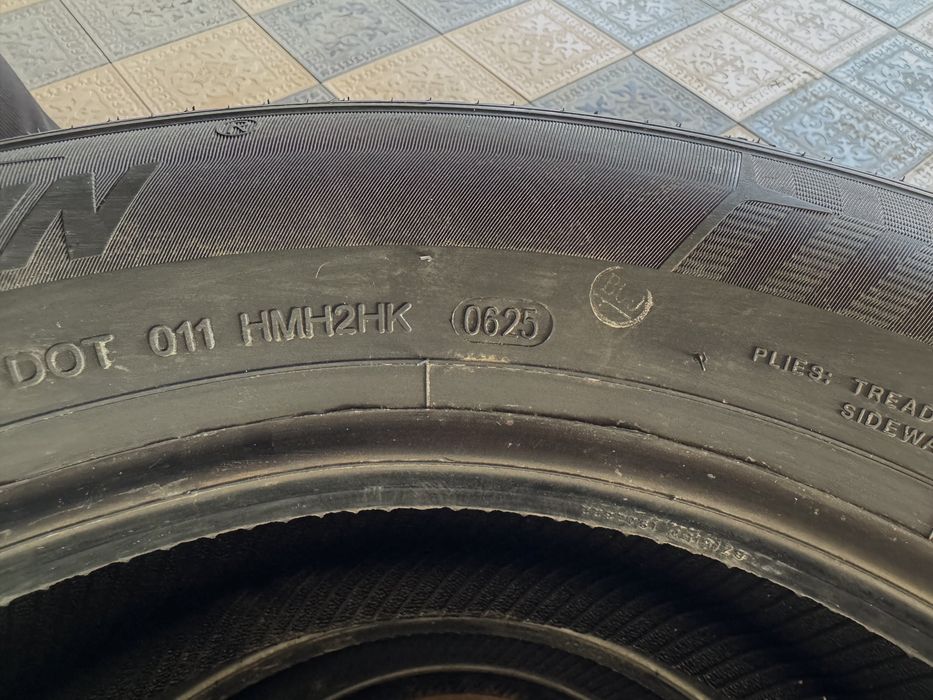 DOT 011 HMH2HK 0625
PLIES: TREAD
SIDEWA